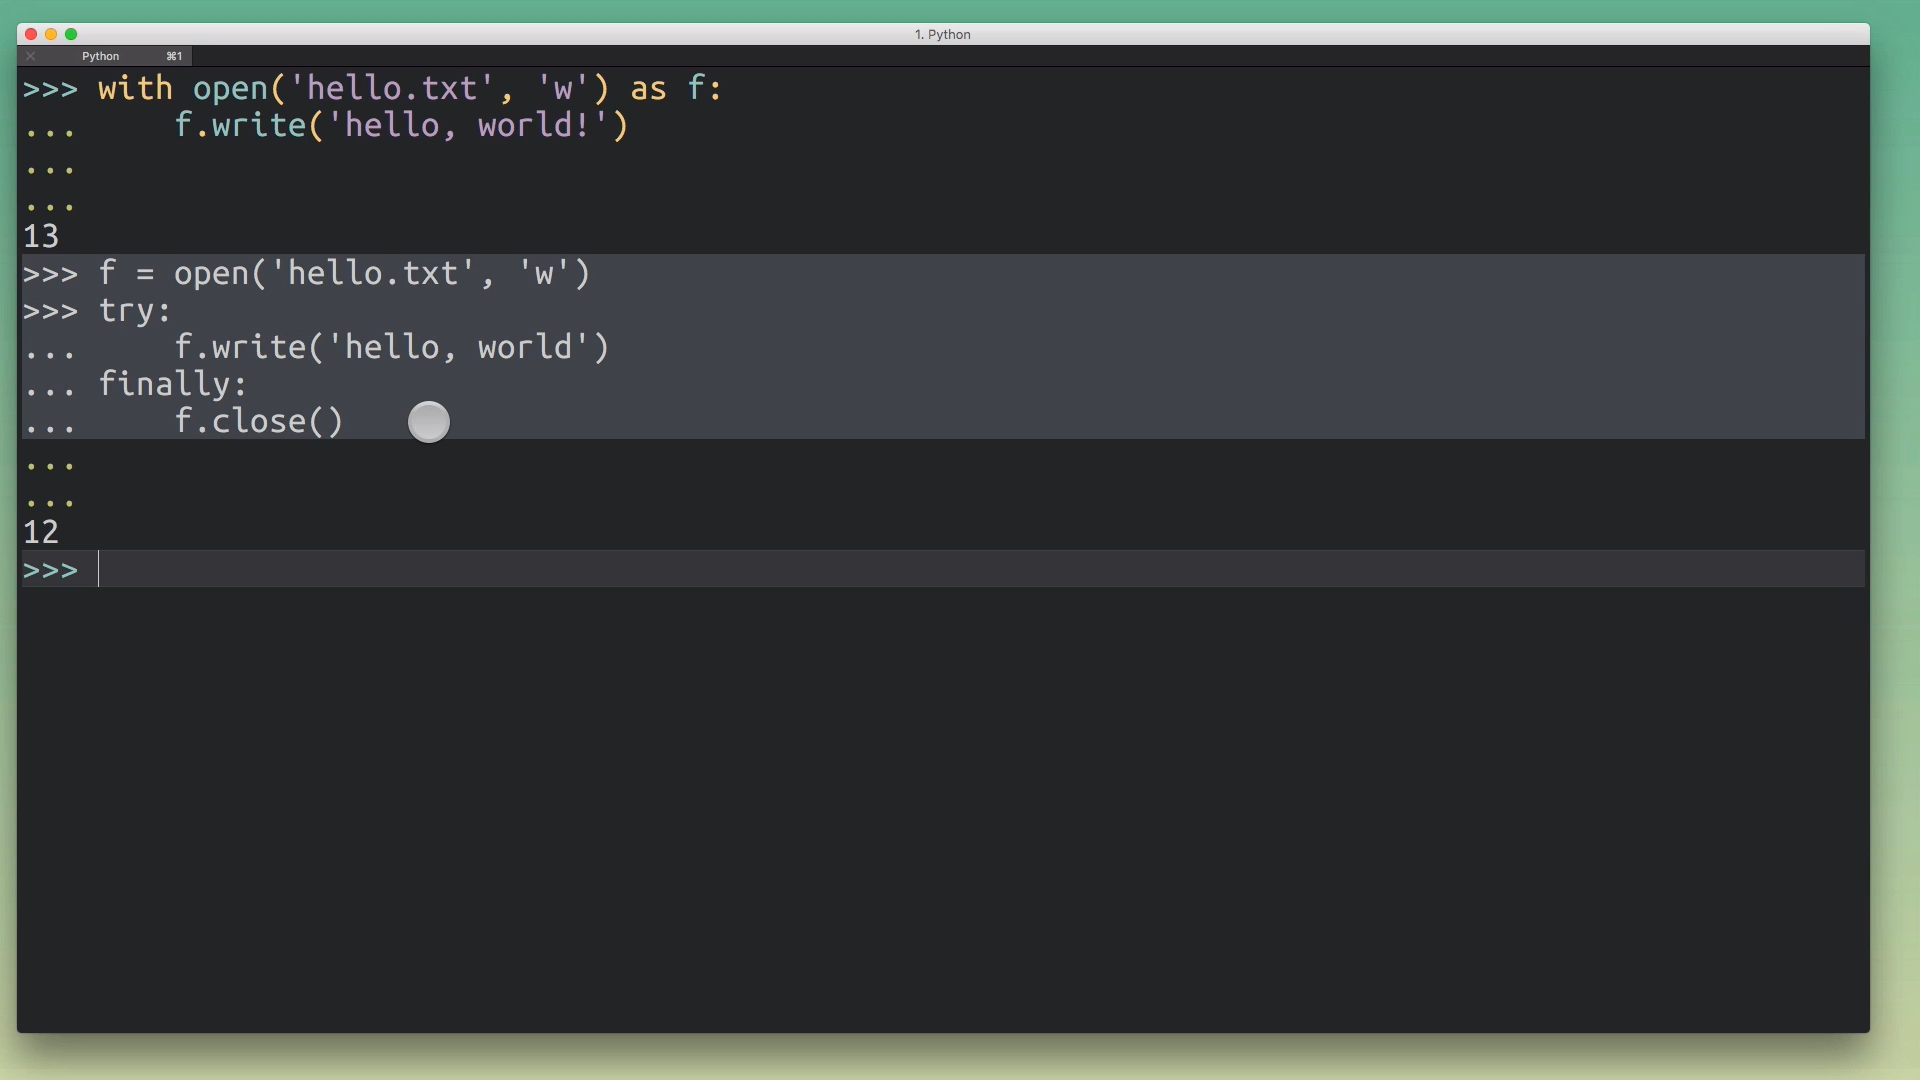 1. Python
Python ⌘1
>>> with open('hello.txt', 'w') as f:
...     f.write('hello, world!')
...
...
13
>>> f = open('hello.txt', 'w')
>>> try:
...     f.write('hello, world')
... finally:
...     f.close()
...
...
12
>>>